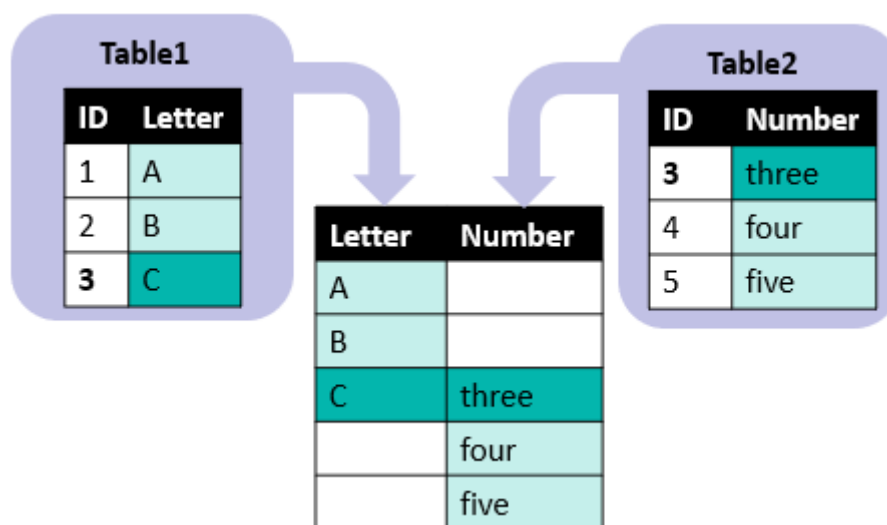 Table1
ID Letter
1 A
2 B
3 C
Table2
ID Number
3 three
4 four
5 five
Letter Number
A
B
C three
four
five